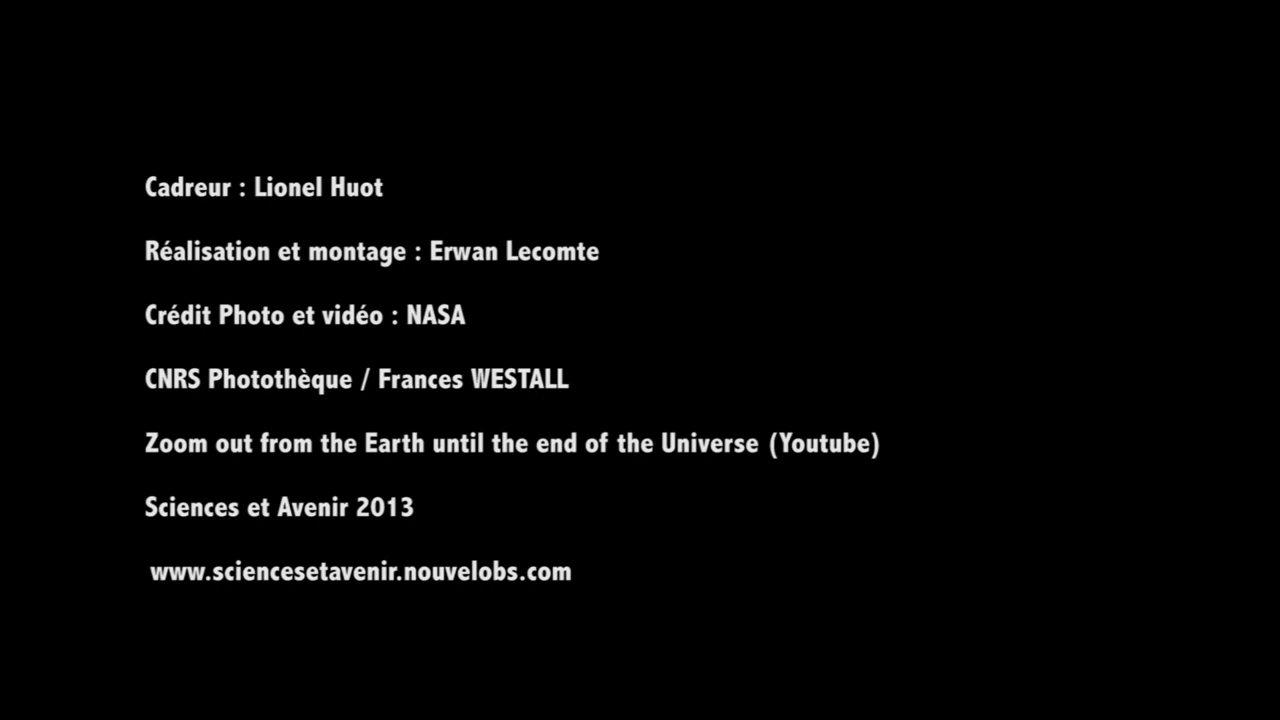 Cadreur : Lionel Huot
Réalisation et montage : Erwan Lecomte
Crédit Photo et vidéo : NASA
CNRS Photothèque / Frances WESTALL
Zoom out from the Earth until the end of the Universe (Youtube)
Sciences et Avenir 2013
www.sciencesetavenir.nouvelobs.com